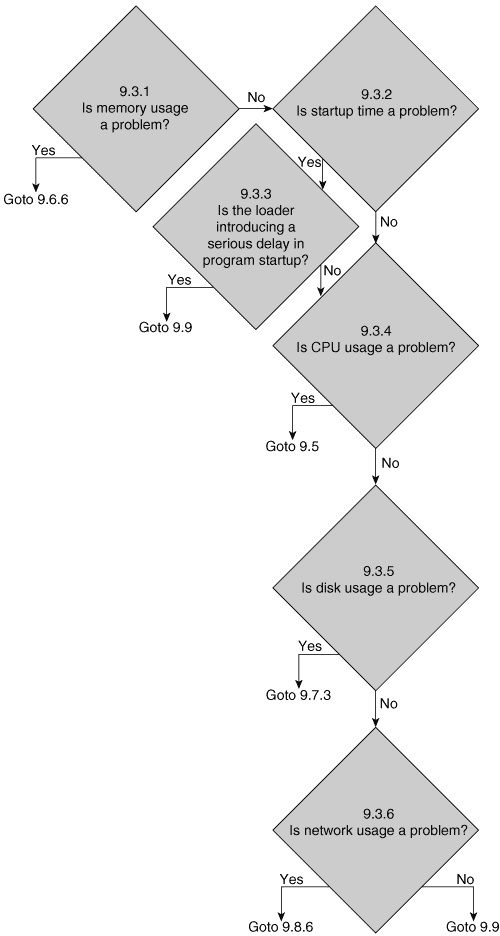 9.3.1
Is memory usage
a problem?
No
9.3.2
Is startup time a problem?
Yes
Goto 9.6.6
Yes
No
9.3.3
Is the loader
introducing a
serious delay in
program startup?
Yes
Goto 9.9
No
9.3.4
Is CPU usage a problem?
Yes
Goto 9.5
No
9.3.5
Is disk usage a problem?
Yes
Goto 9.7.3
No
9.3.6
Is network usage a problem?
Yes
Goto 9.8.6
No
Goto 9.9